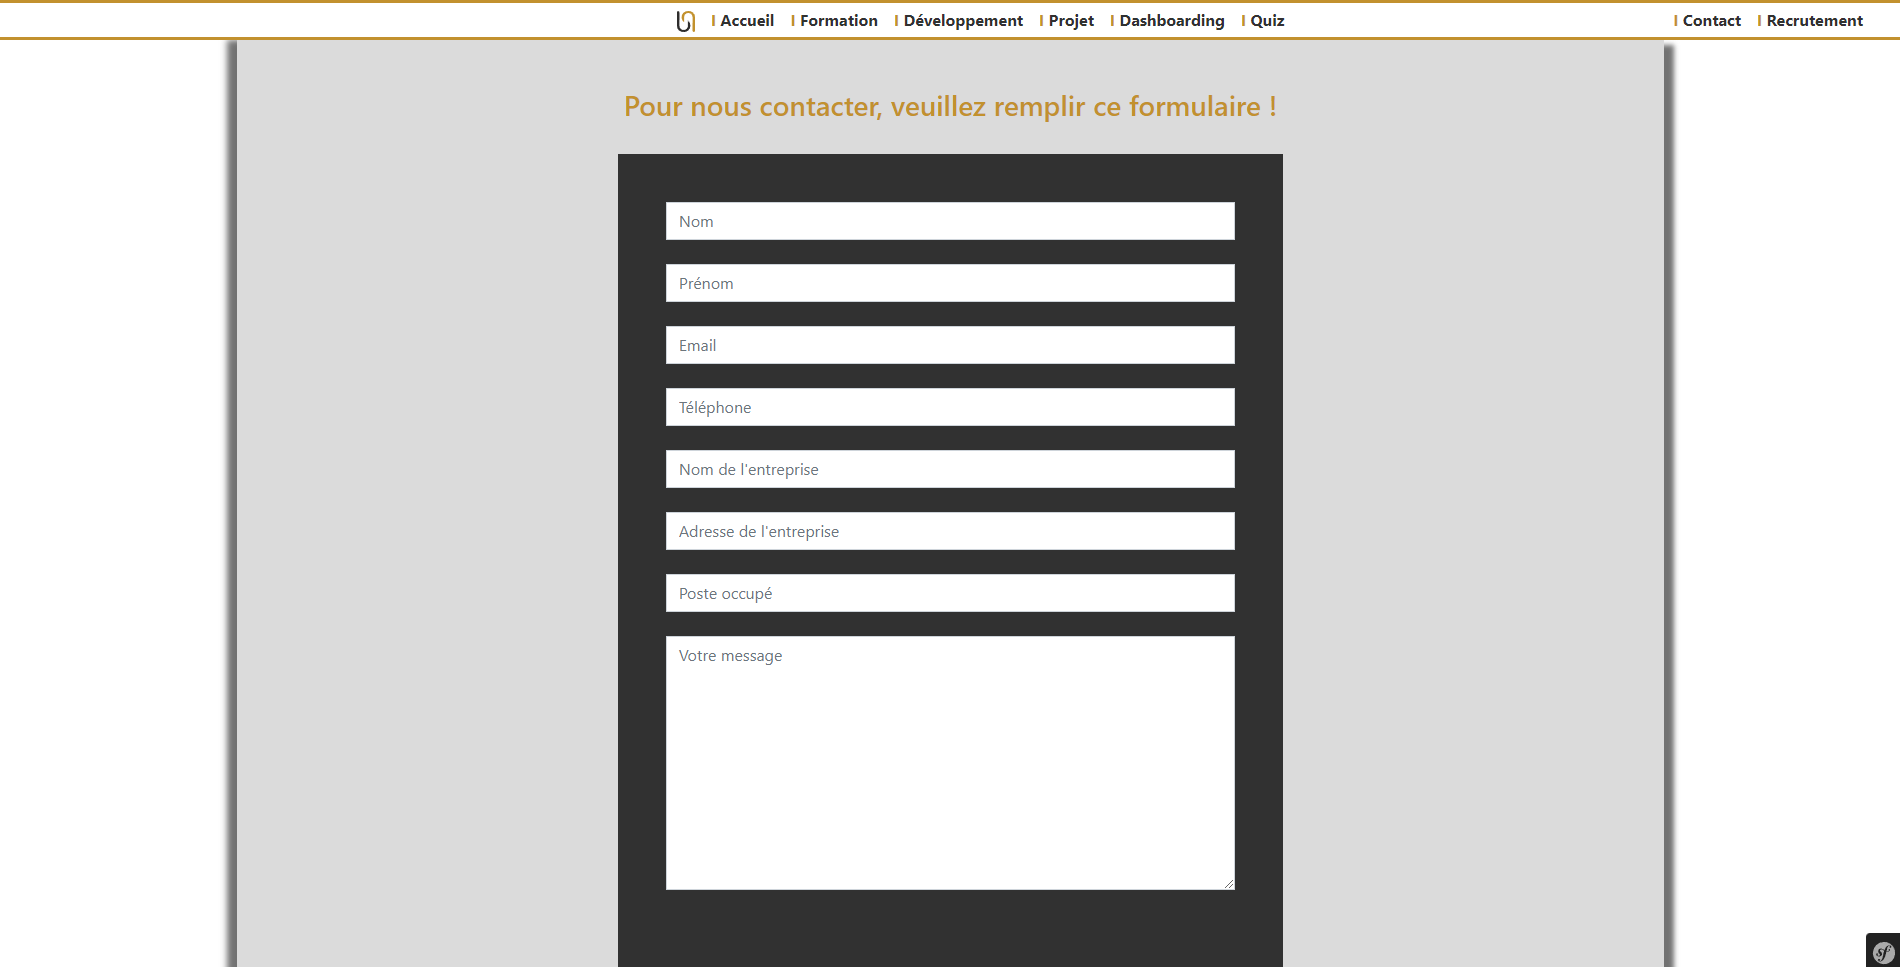 I Accueil I Formation I Développement I Projet I Dashboarding I Quiz I Contact I Recrutement
Pour nous contacter, veuillez remplir ce formulaire !
Nom
Prénom
Email
Téléphone
Nom de l'entreprise
Adresse de l'entreprise
Poste occupé
Votre message
sf